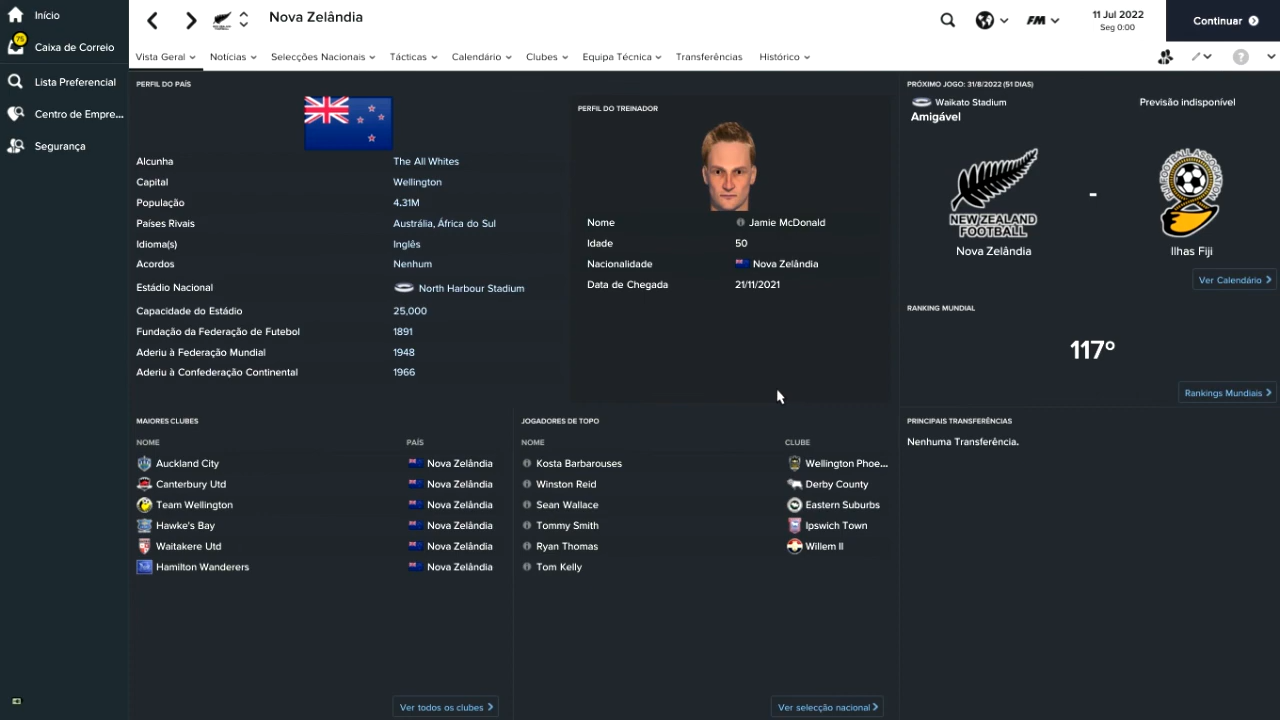 Início
75
Caixa de Correio
Lista Preferencial
Centro de Empre...
Segurança
Nova Zelândia
FM
11 Jul 2022
Seg 0:00
Continuar
Vista Geral
Notícias
Selecções Nacionais
Tácticas
Calendário
Clubes
Equipa Técnica
Transferências
Histórico
PERFIL DO PAÍS
Alcunha The All Whites
Capital Wellington
População 4.31M
Países Rivais Austrália, África do Sul
Idioma(s) Inglês
Acordos Nenhum
Estádio Nacional North Harbour Stadium
Capacidade do Estádio 25,000
Fundação da Federação de Futebol 1891
Aderiu à Federação Mundial 1948
Aderiu à Confederação Continental 1966
PERFIL DO TREINADOR
Nome Jamie McDonald
Idade 50
Nacionalidade Nova Zelândia
Data de Chegada 21/11/2021
PRÓXIMO JOGO: 31/8/2022 (51 DIAS)
Waikato Stadium Previsão indisponível
Amigável
NEW ZEALAND
FOOTBALL
-
FIJI FOOTBALL ASSOCIATION
Nova Zelândia Ilhas Fiji
Ver Calendário
RANKING MUNDIAL
117º
Rankings Mundiais
MAIORES CLUBES
NOME PAÍS
Auckland City Nova Zelândia
Canterbury Utd Nova Zelândia
Team Wellington Nova Zelândia
Hawke's Bay Nova Zelândia
Waitakere Utd Nova Zelândia
Hamilton Wanderers Nova Zelândia
Ver todos os clubes
JOGADORES DE TOPO
NOME CLUBE
Kosta Barbarouses Wellington Phoe...
Winston Reid Derby County
Sean Wallace Eastern Suburbs
Tommy Smith Ipswich Town
Ryan Thomas Willem II
Tom Kelly
Ver selecção nacional
PRINCIPAIS TRANSFERÊNCIAS
Nenhuma Transferência.